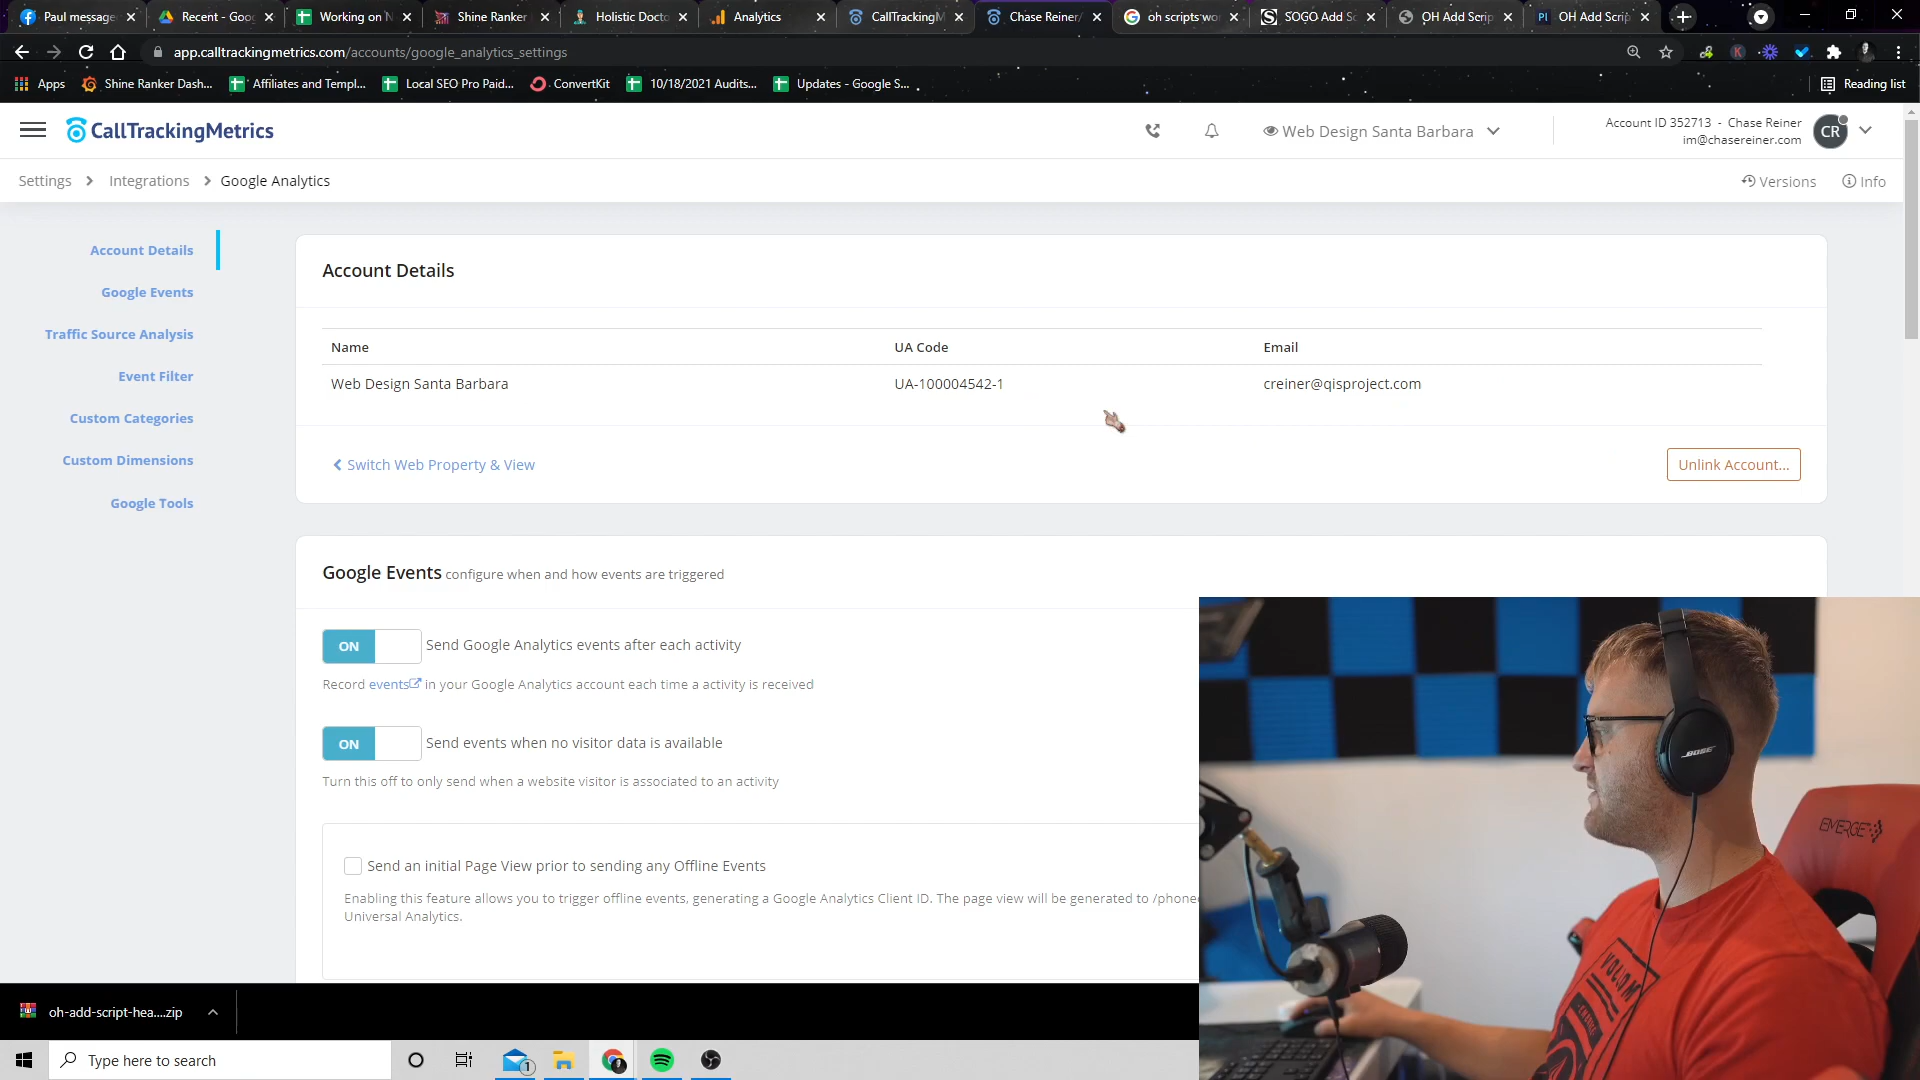 Paul message
Recent - Goo
Working on N
Shine Ranker
Holistic Docto
Analytics
CallTrackingM
Chase Reiner/
oh scripts wo
SOGO Add Sc
OH Add Scrip
OH Add Scrip
app.calltrackingmetrics.com/accounts/google_analytics_settings
Apps
Shine Ranker Dash...
Affiliates and Templ...
Local SEO Pro Paid...
ConvertKit
10/18/2021 Audits...
Updates - Google S...
Reading list
CallTrackingMetrics
Web Design Santa Barbara
Account ID 352713 - Chase Reiner
im@chasereiner.com
CR
Settings > Integrations > Google Analytics
Versions
Info
Account Details
Google Events
Traffic Source Analysis
Event Filter
Custom Categories
Custom Dimensions
Google Tools
Account Details
Name UA Code Email
Web Design Santa Barbara UA-100004542-1 creiner@qisproject.com
Switch Web Property & View
Unlink Account...
Google Events configure when and how events are triggered
ON Send Google Analytics events after each activity
Record events in your Google Analytics account each time a activity is received
ON Send events when no visitor data is available
Turn this off to only send when a website visitor is associated to an activity
Send an initial Page View prior to sending any Offline Events
Enabling this feature allows you to trigger offline events, generating a Google Analytics Client ID. The page view will be generated to /phone
Universal Analytics.
oh-add-script-hea....zip
Type here to search
1
BOSE
EMERGE
VOLCOM